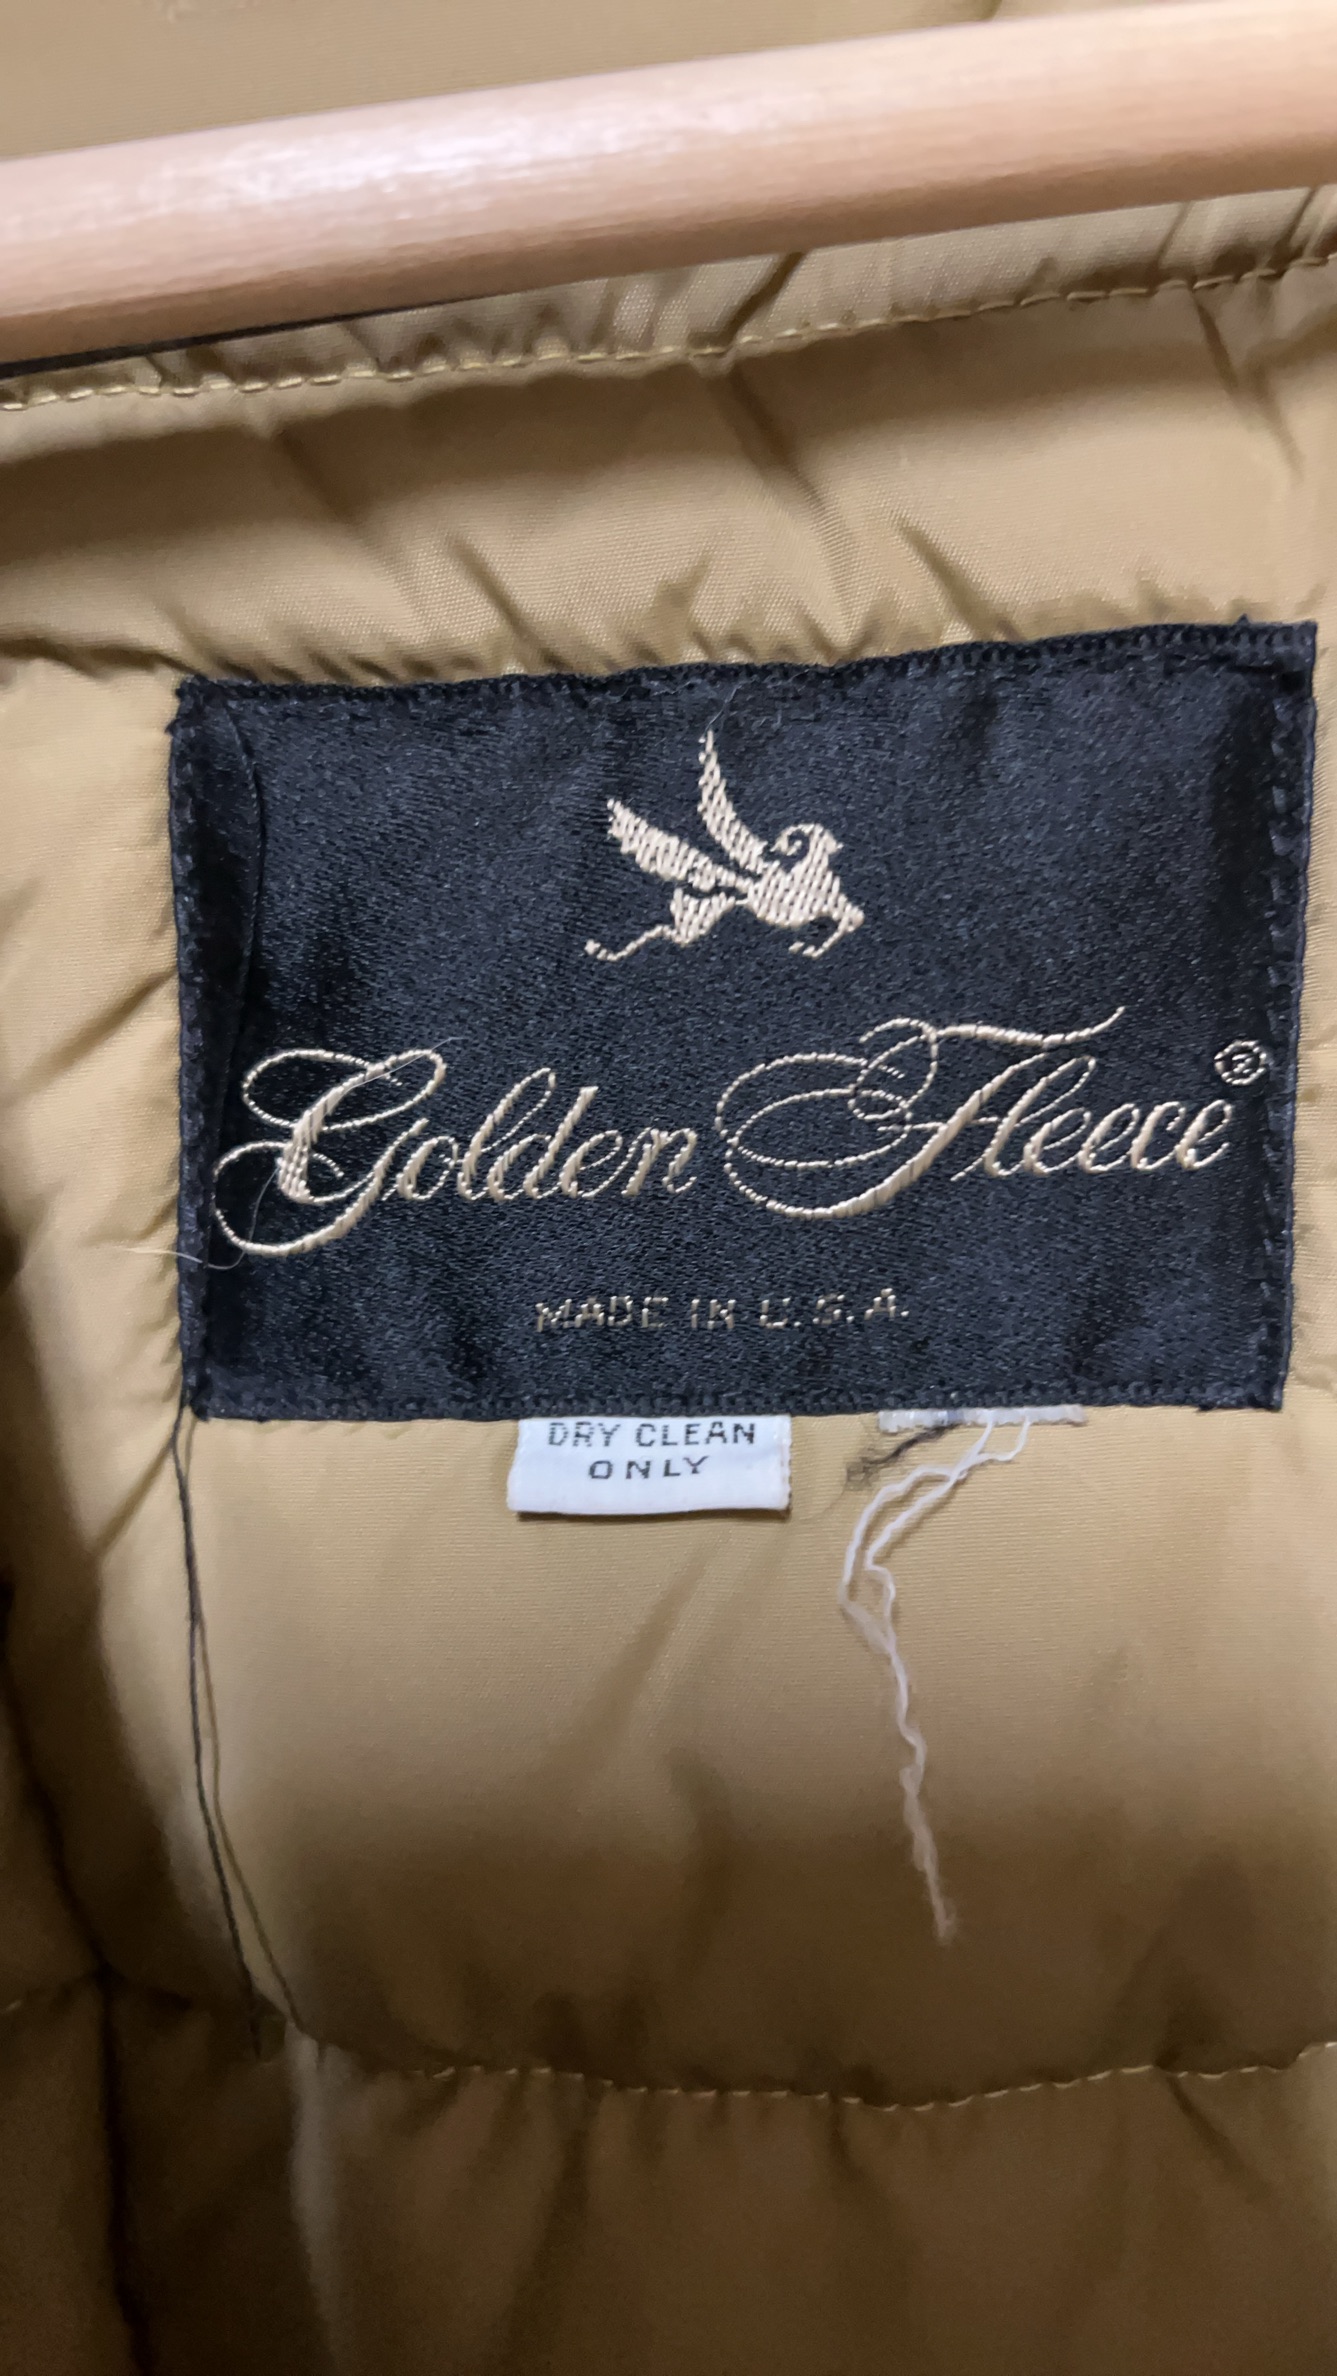 Golden Fleece ®
MADE IN U.S.A.
DRY CLEAN
ONLY